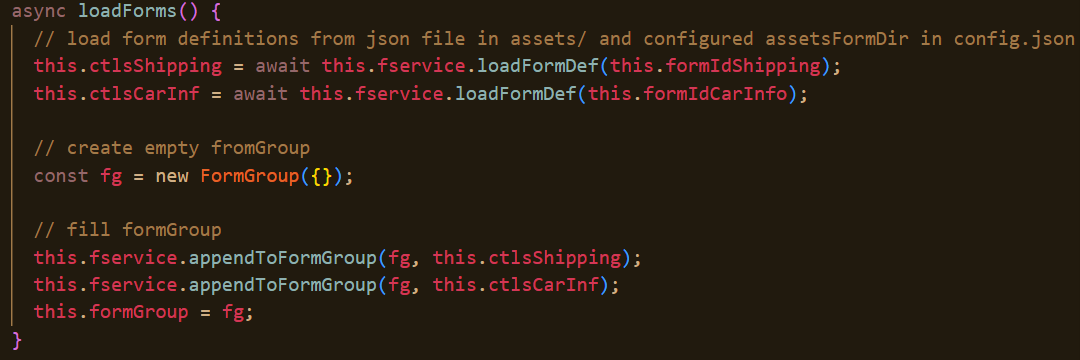 async loadForms() {
// load form definitions from json file in assets/ and configured assetsFormDir in config.json
this.ctlsShipping = await this.fservice.loadFormDef(this.formIdShipping);
this.ctlsCarInf = await this.fservice.loadFormDef(this.formIdCarInfo);
// create empty fromGroup
const fg = new FormGroup({});
// fill formGroup
this.fservice.appendToFormGroup(fg, this.ctlsShipping);
this.fservice.appendToFormGroup(fg, this.ctlsCarInf);
this.formGroup = fg;
}